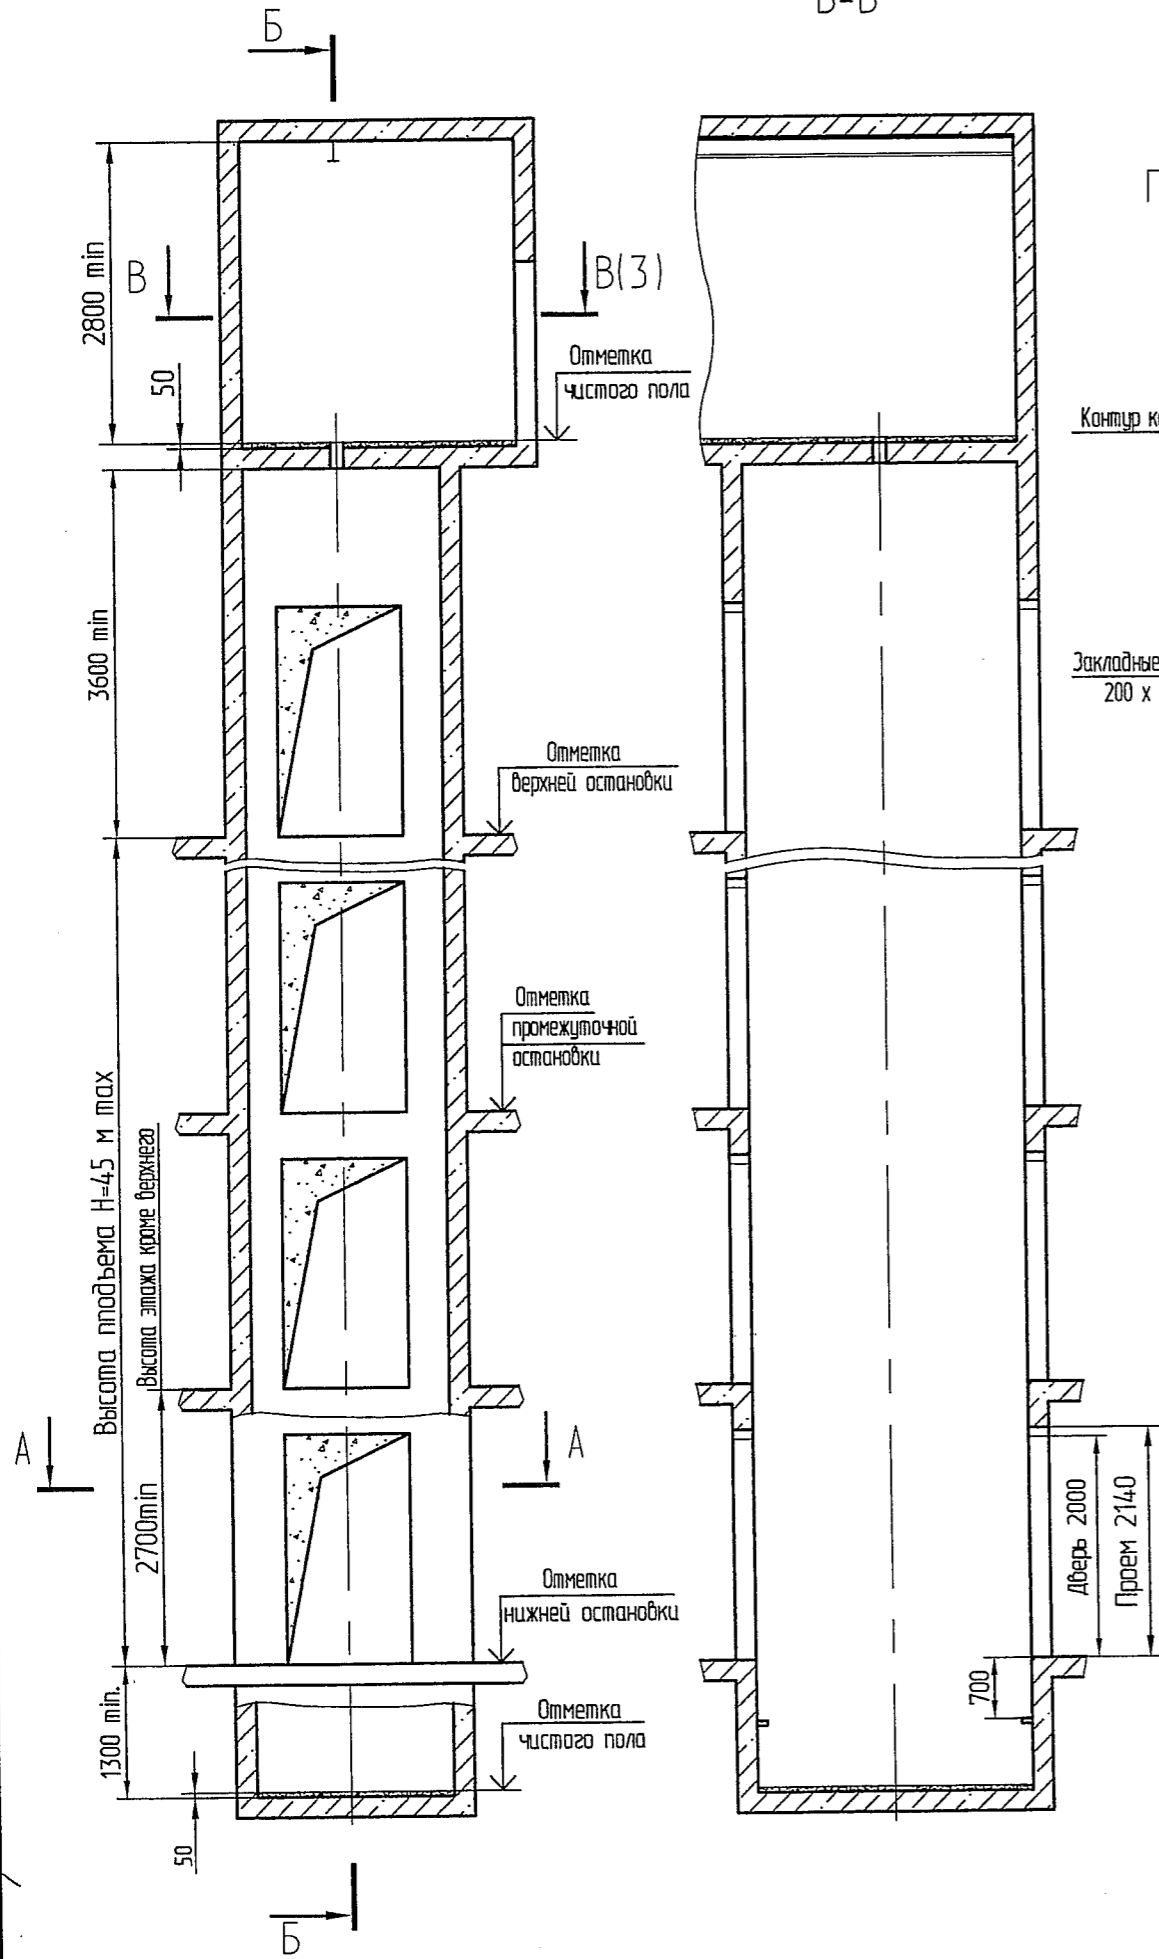 Б
Б-Б
2800 min
В
В(3)
50
Отметка
чистого пола
Контур
3600 min
Закладные
200 х
Отметка
верхней остановки
Отметка
промежуточной
остановки
Высота пподъема Н=45 м max
Высота этажа кроме верхнего
А
А
2700min
Дверь 2000
Проем 2140
Отметка
нижней остановки
700
1300 min.
Отметка
чистого пола
50
Б